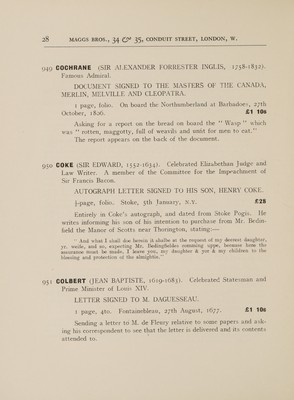 28 MAGGS BROS., 34 & 35, CONDUIT STREET, LONDON, W.
949 COCHRANE (SIR ALEXANDER FORRESTER INGLIS, 1758-1832).
Famous Admiral.
DOCUMENT SIGNED TO THE MASTERS OF THE CANADA,
MERLIN, MELVILLE AND CLEOPATRA.
1 page, folio. On board the Northumberland at Barbadoes, 27th
October, 1806. £1 10s
Asking for a report on the bread on board the " Wasp " which
was " rotten, maggotty, full of weavils and unfit for men to eat."
The report appears on the back of the document.
950 COKE (SIR EDWARD, 1552-1634). Celebrated Elizabethan Judge and
Law Writer. A member of the Committee for the Impeachment of
Sir Francis Bacon.
AUTOGRAPH LETTER SIGNED TO HIS SON, HENRY COKE.
½-page, folio. Stoke, 5th January, N.Y. £28
Entirely in Coke's autograph, and dated from Stoke Pogis. He
writes informing his son of his intention to purchase from Mr. Bedin-
field the Manor of Scotts near Thorington, stating:—
" And what I shall doe herein it shalbe at the request of my dearest daughter,
yr. weife, and so, expecting Mr. Bedingfeldes comming uppe, because here the
assurance must be made, I leave you, my daughter & yor & my children to the
blessing and protection of the almightie."
951 COLBERT (JEAN BAPTISTE, 1619-1683). Celebrated Statesman and
Prime Minister of Louis XIV.
LETTER SIGNED TO M. DAGUESSEAU.
1 page, 4to. Fontainebleau, 27th August, 1677. £1 10s
Sending a letter to M. de Fleury relative to some papers and ask-
ing his correspondent to see that the letter is delivered and its contents
attended to.